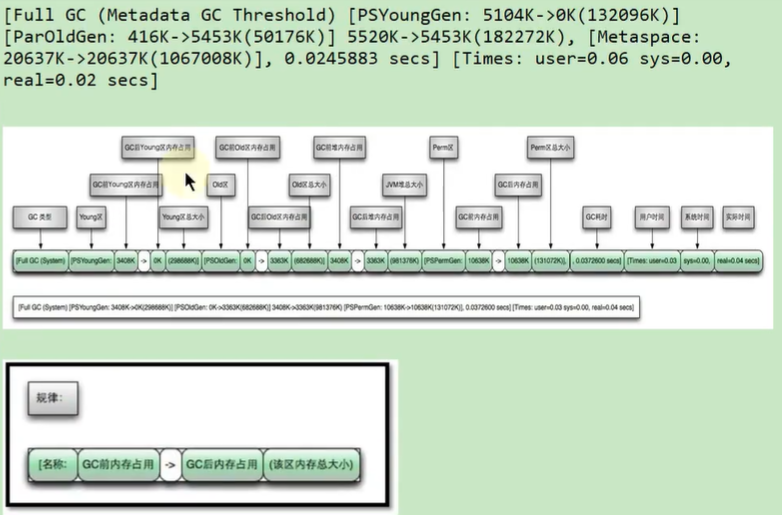 [Full GC (Metadata GC Threshold) [PSYoungGen: 5104K->0K(132096K)]
[ParOldGen: 416K->5453K(50176K)] 5520K->5453K(182272K), [Metaspace:
20637K->20637K(1067008K)], 0.0245883 secs] [Times: user=0.06 sys=0.00,
real=0.02 secs]
GC后Young区内存占用 GC前Old区内存占用 GC前堆内存占用 Perm区 Perm区总大小
GC前Young区内存占用 Old区 Old区总大小 JVM堆总大小 GC后内存占用
GC 类型 Young区 Young区总大小 GC后Old区内存占用 GC后堆内存占用 GC前内存占用 GC耗时 用户时间 系统时间 实际时间
[Full GC (System) [PSYoungGen: 3408K -> 0K (298688K)] [PSOldGen: 0K -> 3363K (682688K)] 3408K -> 3363K (981376K) [PSPermGen: 10638K -> 10638K (131072K)], , 0.0372600 secs] [Times: user=0.03 sys=0.00, real=0.04 secs]
[Full GC (System) [PSYoungGen: 3408K->0K(298688K)] [PSOldGen: 0K->3363K(682688K)] 3408K->3363K(981376K) [PSPermGen: 10638K->10638K(131072K)], 0.0372600 secs] [Times: user=0.03 sys=0.00, real=0.04 secs]
规律:
[名称: GC前内存占用 -> GC后内存占用 (该区内存总大小)